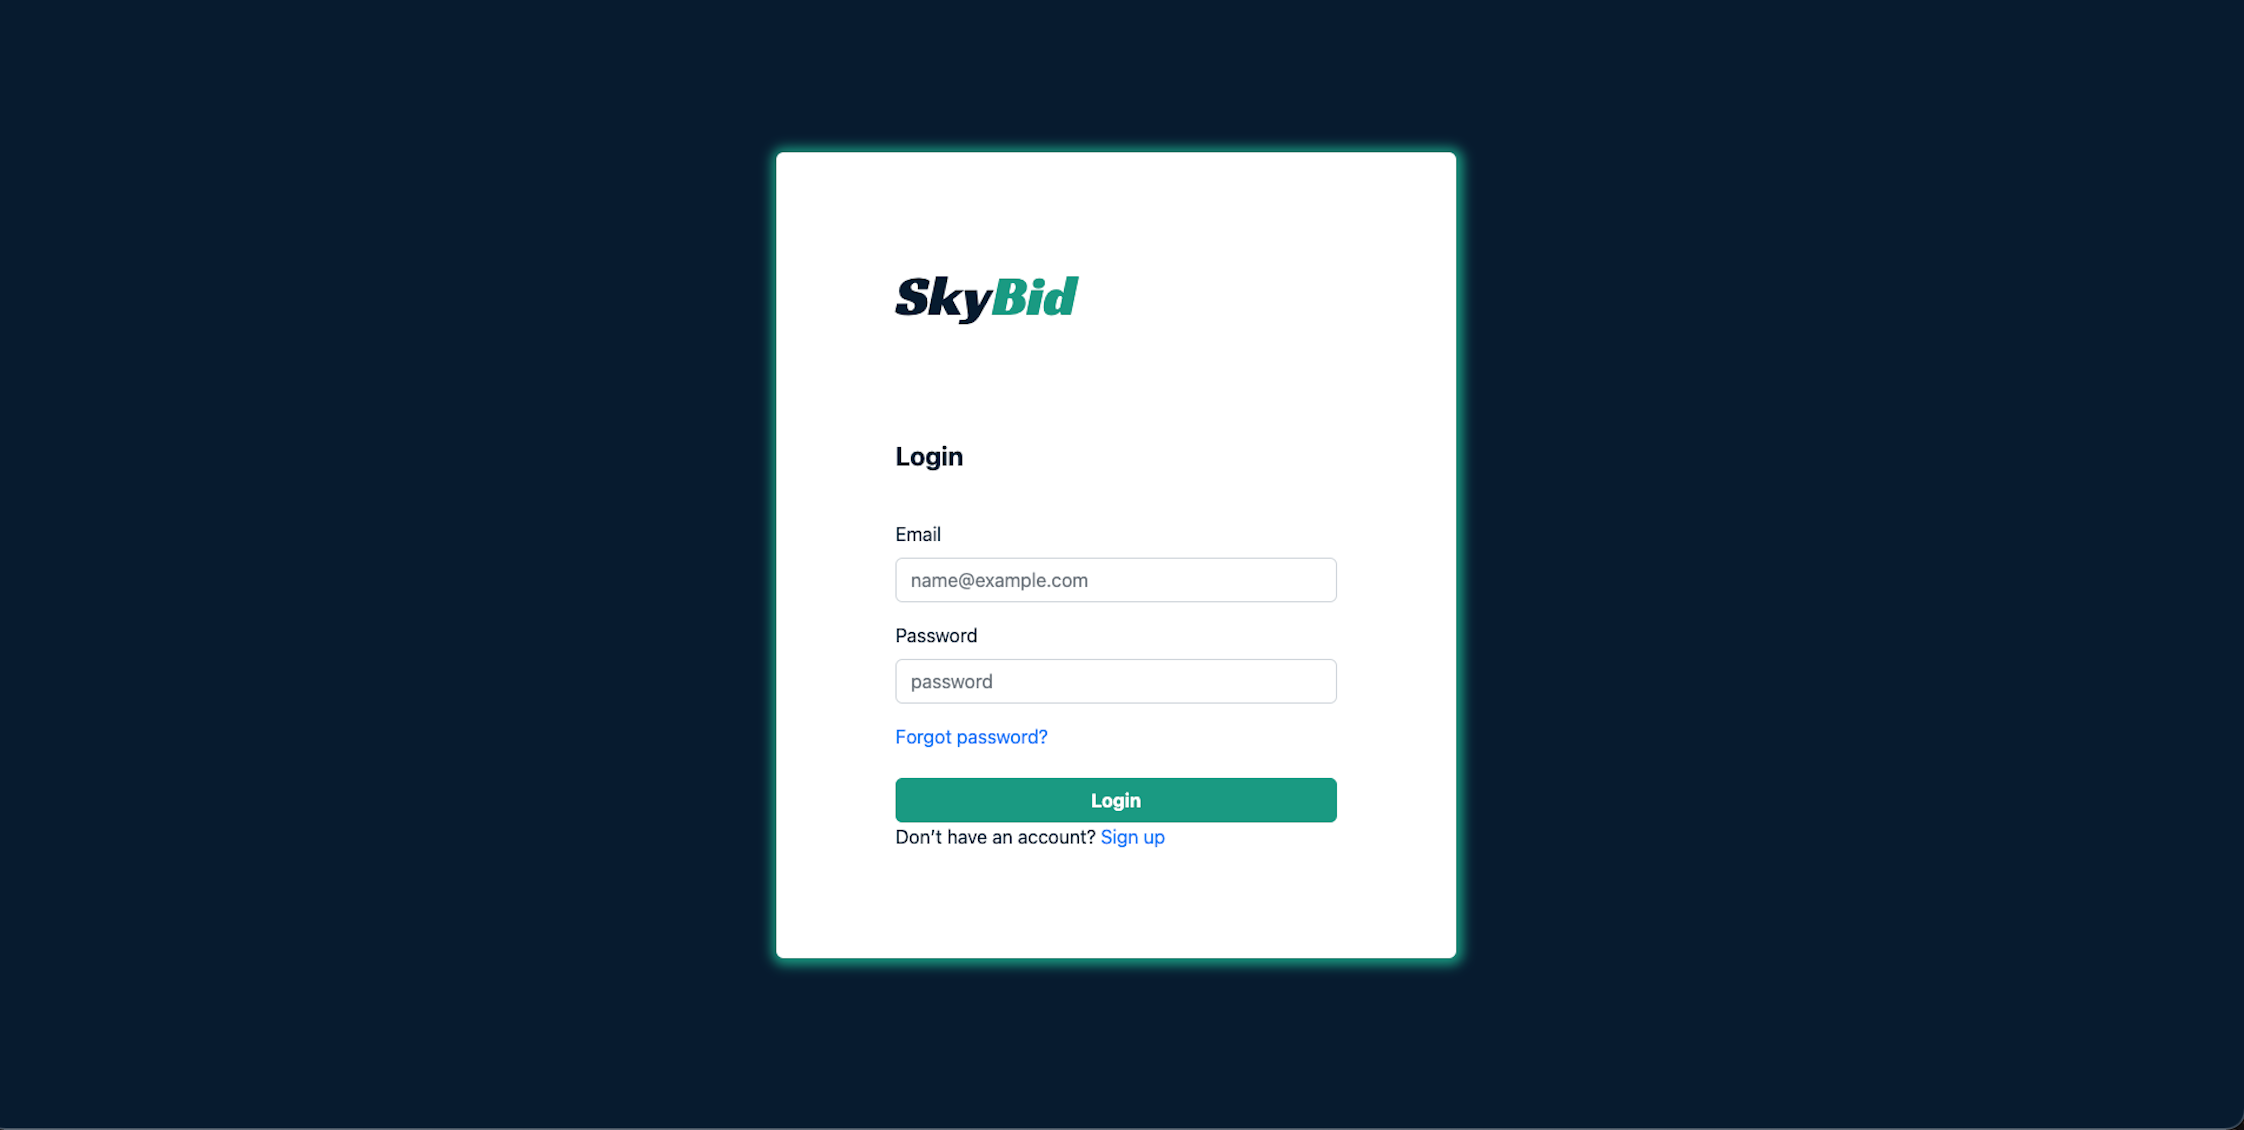 SkyBid
Login
Email
name@example.com
Password
password
Forgot password?
Login
Don’t have an account? Sign up